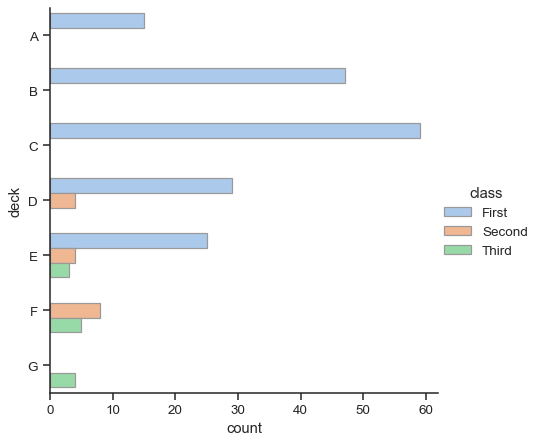 A
B
C
D
E
F
G
deck
0 10 20 30 40 50 60
count
class
First
Second
Third